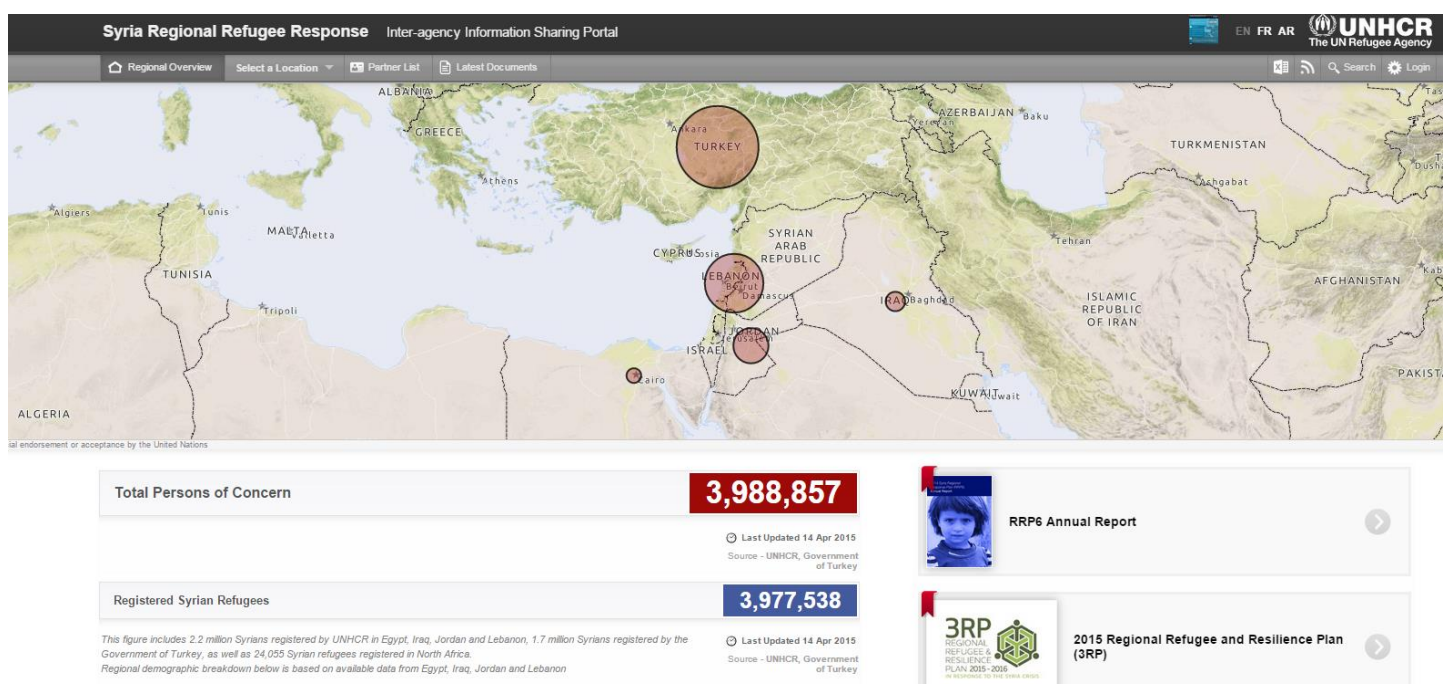 Syria Regional Refugee Response Inter-agency Information Sharing Portal
EN FR AR
UNHCR
The UN Refugee Agency
Regional Overview Select a Location Partner List Latest Documents
Search Login
ALBANIA
GREECE
Athens
Ankara
TURKEY
AZERBAIJAN
Baku
Yerevan
TURKMENISTAN
Ashgabat
Algiers
Tunis
MALTA
Valletta
TUNISIA
Tripoli
CYPRUS
SYRIAN
ARAB
REPUBLIC
LEBANON
Beirut
Damascus
IRAQ
Baghdad
Tehran
ISLAMIC
REPUBLIC
OF IRAN
AFGHANISTAN
JORDAN
Jerusalem
ISRAEL
Cairo
KUWAIT
Kuwait
PAKIST
ALGERIA
ial endorsement or acceptance by the United Nations
Total Persons of Concern
3,988,857
Last Updated 14 Apr 2015
Source - UNHCR, Government
of Turkey
Registered Syrian Refugees
3,977,538
This figure includes 2.2 million Syrians registered by UNHCR in Egypt, Iraq, Jordan and Lebanon, 1.7 million Syrians registered by the
Government of Turkey, as well as 24,055 Syrian refugees registered in North Africa.
Regional demographic breakdown below is based on available data from Egypt, Iraq, Jordan and Lebanon
Last Updated 14 Apr 2015
Source - UNHCR, Government
of Turkey
RRP6 Annual Report
3RP
REGIONAL
REFUGEE &
RESILIENCE
PLAN 2015-2016
IN RESPONSE TO THE SYRIA CRISIS
2015 Regional Refugee and Resilience Plan
(3RP)